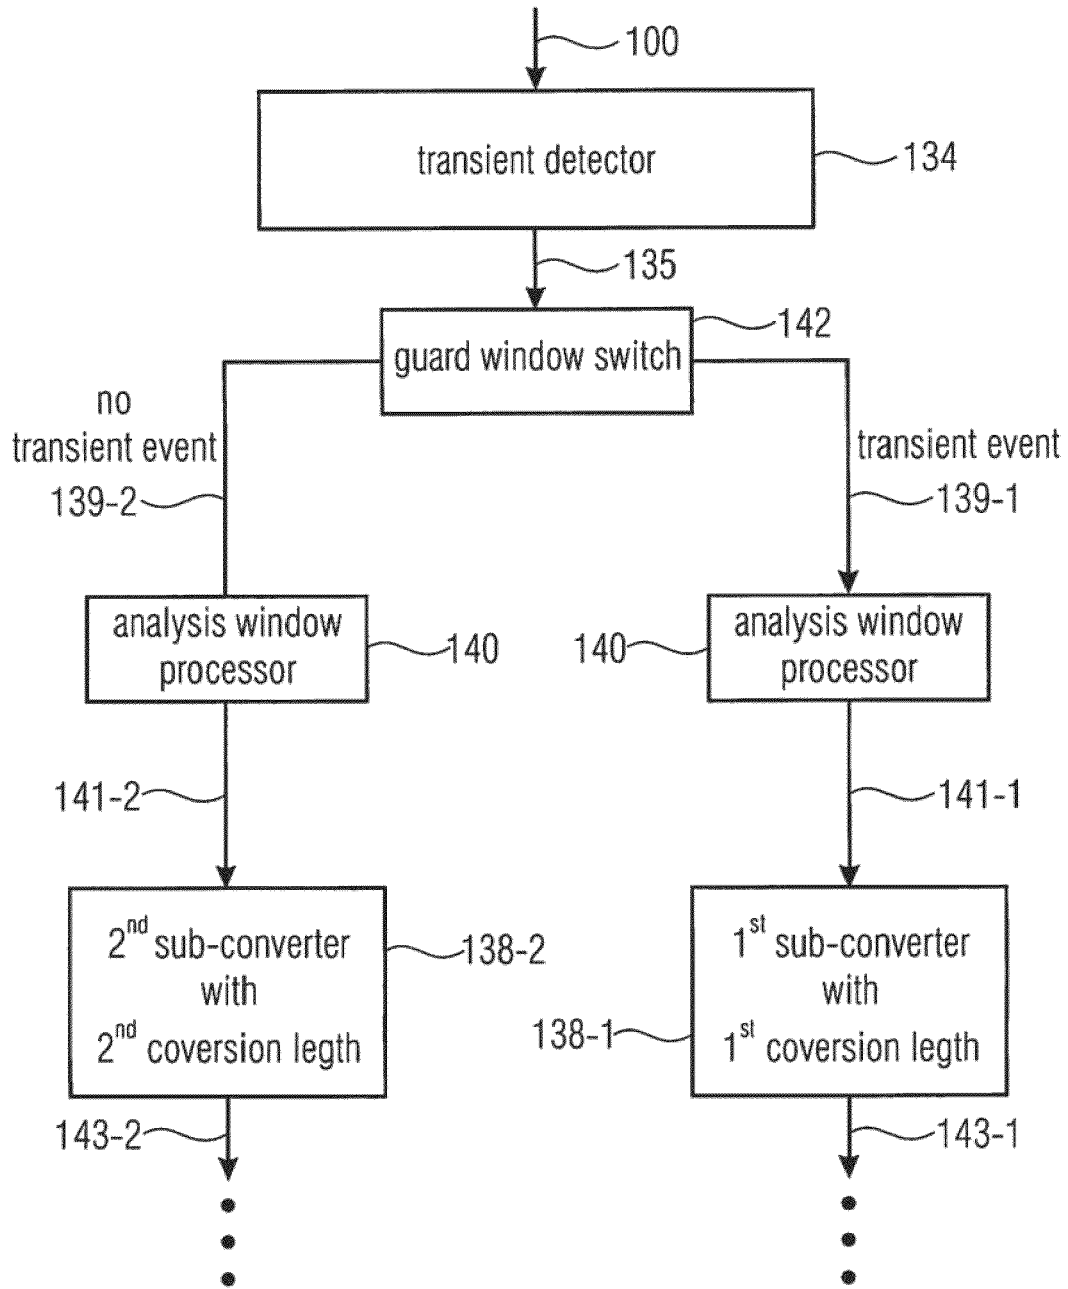 100
transient detector
134
135
142
guard window switch
no
transient event
139-2
transient event
139-1
analysis window
processor
140
140
analysis window
processor
141-2
141-1
2nd sub-converter
with
2nd coversion legth
138-2
138-1
1st sub-converter
with
1st coversion legth
143-2
143-1